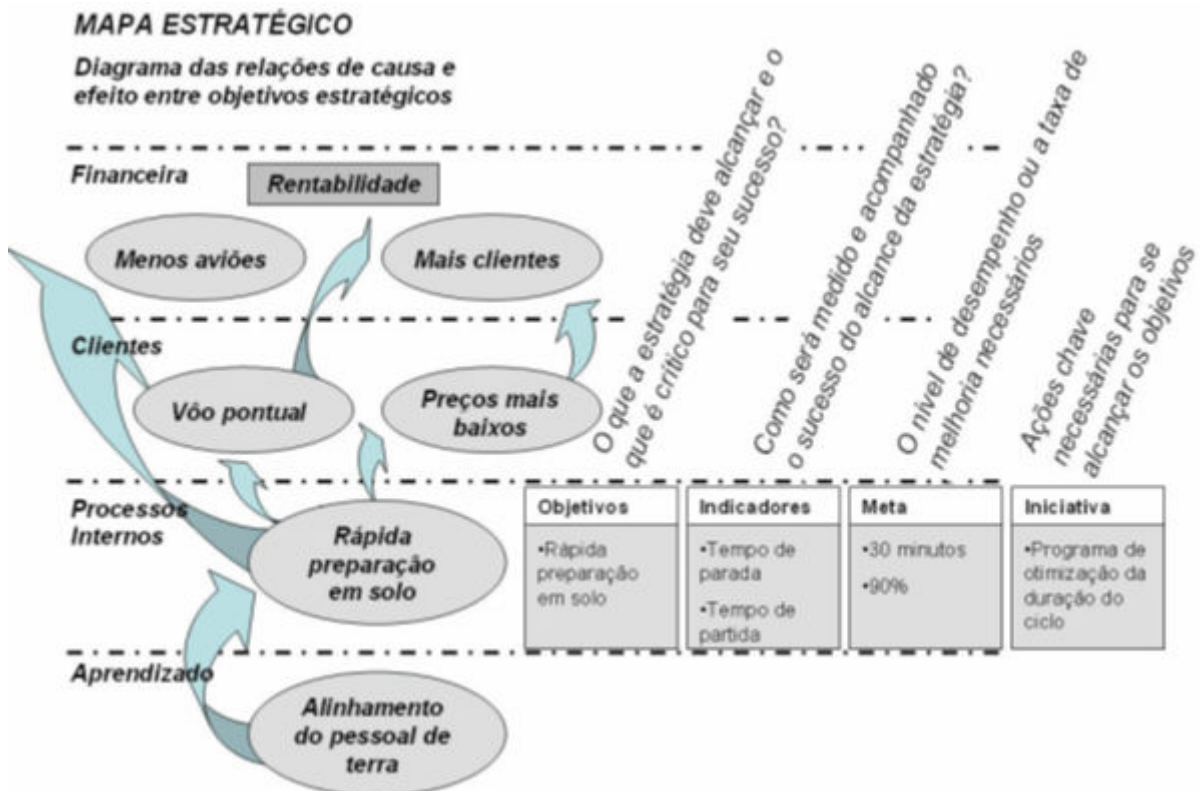 MAPA ESTRATÉGICO
Diagrama das relações de causa e
efeito entre objetivos estratégicos
Financeira
Rentabilidade
Menos aviões
Mais clientes
Clientes
Vôo pontual
Preços mais
baixos
O que a estratégia deve alcançar e o
que é crítico para seu sucesso?
Como será medido e acompanhado
o sucesso do alcance da estratégia?
O nível de desempenho ou a taxa de
melhoria necessários
Ações chave
necessárias para se
alcançar os objetivos
Processos
Internos
Rápida
preparação
em solo
Objetivos
•Rápida
preparação
em solo
Indicadores
•Tempo de
parada
•Tempo de
partida
Meta
•30 minutos
•90%
Iniciativa
•Programa de
otimização da
duração do
ciclo
Aprendizado
Alinhamento
do pessoal de
terra